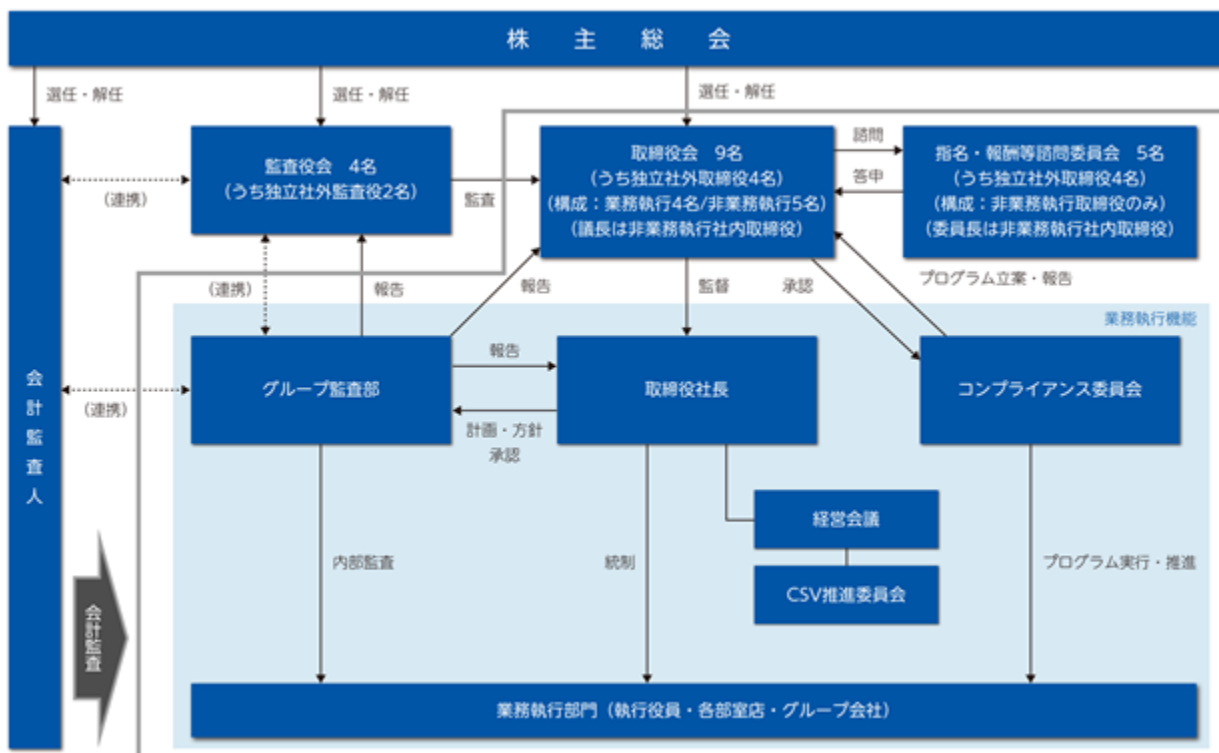 株主総会
選任・解任
選任・解任
選任・解任
監査役会 4名
(うち独立社外監査役2名)
取締役会 9名
(うち独立社外取締役4名)
(構成：業務執行4名/非業務執行5名)
(議長は非業務執行社内取締役)
諮問
答申
指名・報酬等諮問委員会 5名
(うち独立社外取締役4名)
(構成：非業務執行取締役のみ)
(委員長は非業務執行社内取締役)
(連携)
監査
(連携)
報告
報告
監督
承認
プログラム立案・報告
業務執行機能
会計監査人
(連携)
グループ監査部
報告
計画・方針
承認
取締役社長
コンプライアンス委員会
経営会議
CSV推進委員会
内部監査
統制
プログラム実行・推進
会計監査
業務執行部門（執行役員・各部室店・グループ会社）